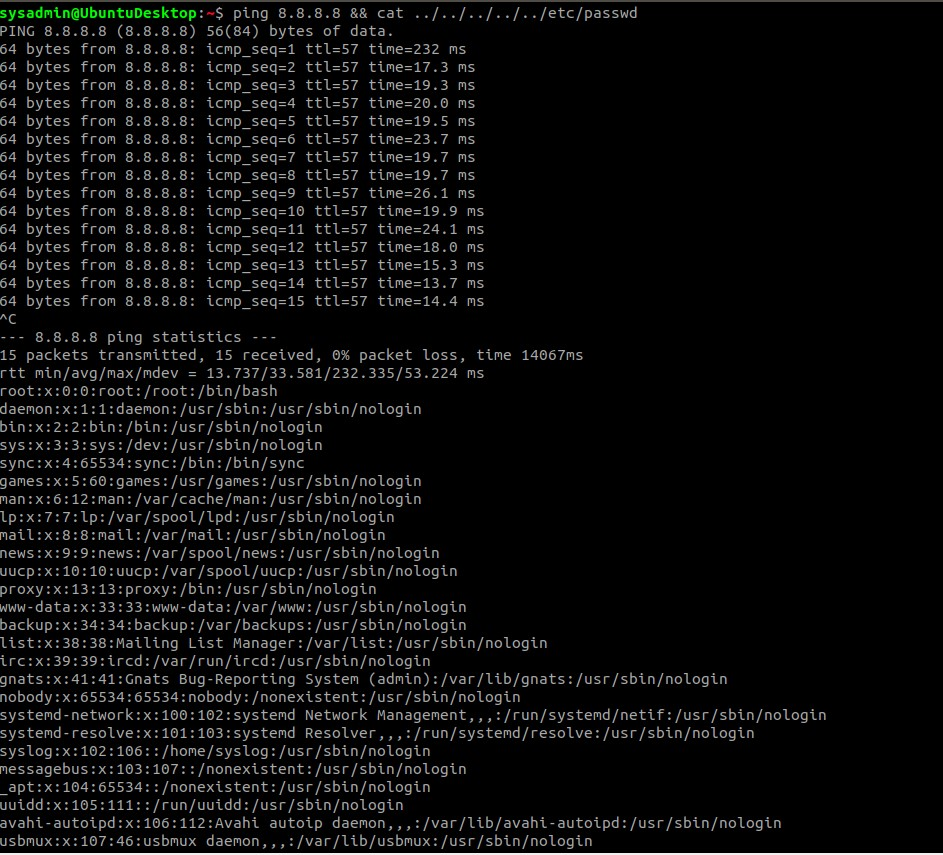 sysadmin@UbuntuDesktop:~$ ping 8.8.8.8 && cat ../../../../../etc/passwd
PING 8.8.8.8 (8.8.8.8) 56(84) bytes of data.
64 bytes from 8.8.8.8: icmp_seq=1 ttl=57 time=232 ms
64 bytes from 8.8.8.8: icmp_seq=2 ttl=57 time=17.3 ms
64 bytes from 8.8.8.8: icmp_seq=3 ttl=57 time=19.3 ms
64 bytes from 8.8.8.8: icmp_seq=4 ttl=57 time=20.0 ms
64 bytes from 8.8.8.8: icmp_seq=5 ttl=57 time=19.5 ms
64 bytes from 8.8.8.8: icmp_seq=6 ttl=57 time=23.7 ms
64 bytes from 8.8.8.8: icmp_seq=7 ttl=57 time=19.7 ms
64 bytes from 8.8.8.8: icmp_seq=8 ttl=57 time=19.7 ms
64 bytes from 8.8.8.8: icmp_seq=9 ttl=57 time=26.1 ms
64 bytes from 8.8.8.8: icmp_seq=10 ttl=57 time=19.9 ms
64 bytes from 8.8.8.8: icmp_seq=11 ttl=57 time=24.1 ms
64 bytes from 8.8.8.8: icmp_seq=12 ttl=57 time=18.0 ms
64 bytes from 8.8.8.8: icmp_seq=13 ttl=57 time=15.3 ms
64 bytes from 8.8.8.8: icmp_seq=14 ttl=57 time=13.7 ms
64 bytes from 8.8.8.8: icmp_seq=15 ttl=57 time=14.4 ms
^C
--- 8.8.8.8 ping statistics ---
15 packets transmitted, 15 received, 0% packet loss, time 14067ms
rtt min/avg/max/mdev = 13.737/33.581/232.335/53.224 ms
root:x:0:0:root:/root:/bin/bash
daemon:x:1:1:daemon:/usr/sbin:/usr/sbin/nologin
bin:x:2:2:bin:/bin:/usr/sbin/nologin
sys:x:3:3:sys:/dev:/usr/sbin/nologin
sync:x:4:65534:sync:/bin:/bin/sync
games:x:5:60:games:/usr/games:/usr/sbin/nologin
man:x:6:12:man:/var/cache/man:/usr/sbin/nologin
lp:x:7:7:lp:/var/spool/lpd:/usr/sbin/nologin
mail:x:8:8:mail:/var/mail:/usr/sbin/nologin
news:x:9:9:news:/var/spool/news:/usr/sbin/nologin
uucp:x:10:10:uucp:/var/spool/uucp:/usr/sbin/nologin
proxy:x:13:13:proxy:/bin:/usr/sbin/nologin
www-data:x:33:33:www-data:/var/www:/usr/sbin/nologin
backup:x:34:34:backup:/var/backups:/usr/sbin/nologin
list:x:38:38:Mailing List Manager:/var/list:/usr/sbin/nologin
irc:x:39:39:ircd:/var/run/ircd:/usr/sbin/nologin
gnats:x:41:41:Gnats Bug-Reporting System (admin):/var/lib/gnats:/usr/sbin/nologin
nobody:x:65534:65534:nobody:/nonexistent:/usr/sbin/nologin
systemd-network:x:100:102:systemd Network Management,,,:/run/systemd/netif:/usr/sbin/nologin
systemd-resolve:x:101:103:systemd Resolver,,,:/run/systemd/resolve:/usr/sbin/nologin
syslog:x:102:106::/home/syslog:/usr/sbin/nologin
messagebus:x:103:107::/nonexistent:/usr/sbin/nologin
_apt:x:104:65534::/nonexistent:/usr/sbin/nologin
uuidd:x:105:111::/run/uuidd:/usr/sbin/nologin
avahi-autoipd:x:106:112:Avahi autoip daemon,,,:/var/lib/avahi-autoipd:/usr/sbin/nologin
usbmux:x:107:46:usbmux daemon,,,:/var/lib/usbmux:/usr/sbin/nologin